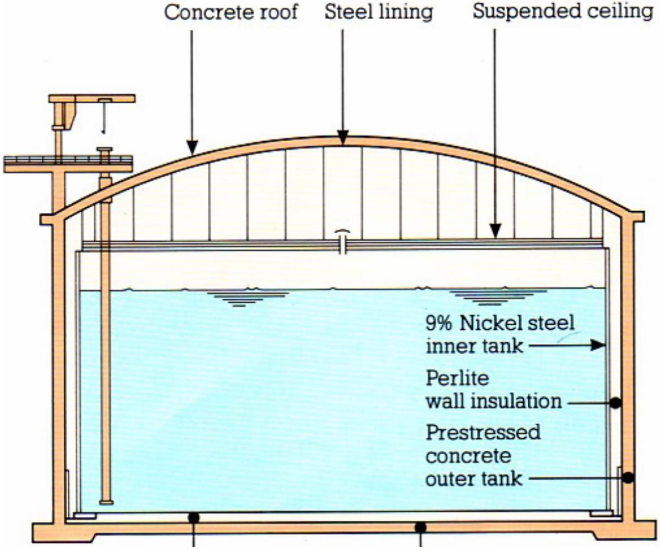 Concrete roof
Steel lining
Suspended ceiling
9% Nickel steel
inner tank
Perlite
wall insulation
Prestressed
concrete
outer tank